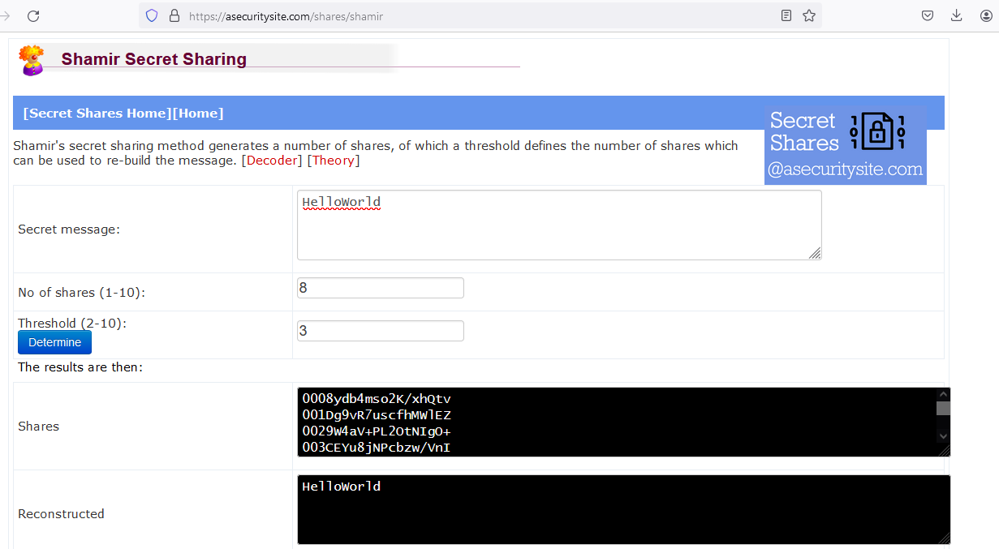 https://asecuritysite.com/shares/shamir
Shamir Secret Sharing
[Secret Shares Home][Home]
Secret
Shares
@asecuritysite.com
Shamir's secret sharing method generates a number of shares, of which a threshold defines the number of shares which
can be used to re-build the message. [Decoder] [Theory]
Secret message:
HelloWorld
No of shares (1-10):
8
Threshold (2-10):
3
Determine
The results are then:
Shares
0008ydb4mso2K/xhQtv
001Dg9vR7uscfhMWlEZ
0029W4aV+PL2OtNIgO+
003CEYu8jNPcbzw/VnI
Reconstructed
HelloWorld